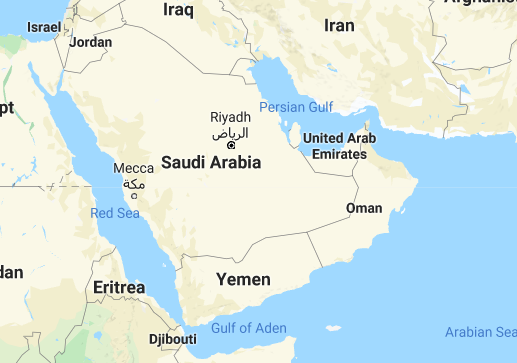 Iraq
Iran
Israel
Jordan
Persian Gulf
pt
Riyadh
الرياض
United Arab
Emirates
Saudi Arabia
Mecca
مكة
Oman
Red Sea
dan
Yemen
Eritrea
Djibouti
Gulf of Aden
Arabian Sea